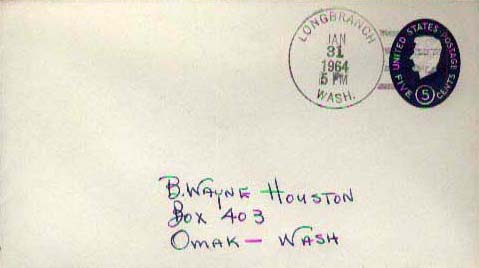 LONGBRANCH
JAN
31
1964
5 PM
WASH.
UNITED STATES POSTAGE
FIVE 5 CENTS
B. WAYNE HOUSTON
BOX 403
OMAK — WASH